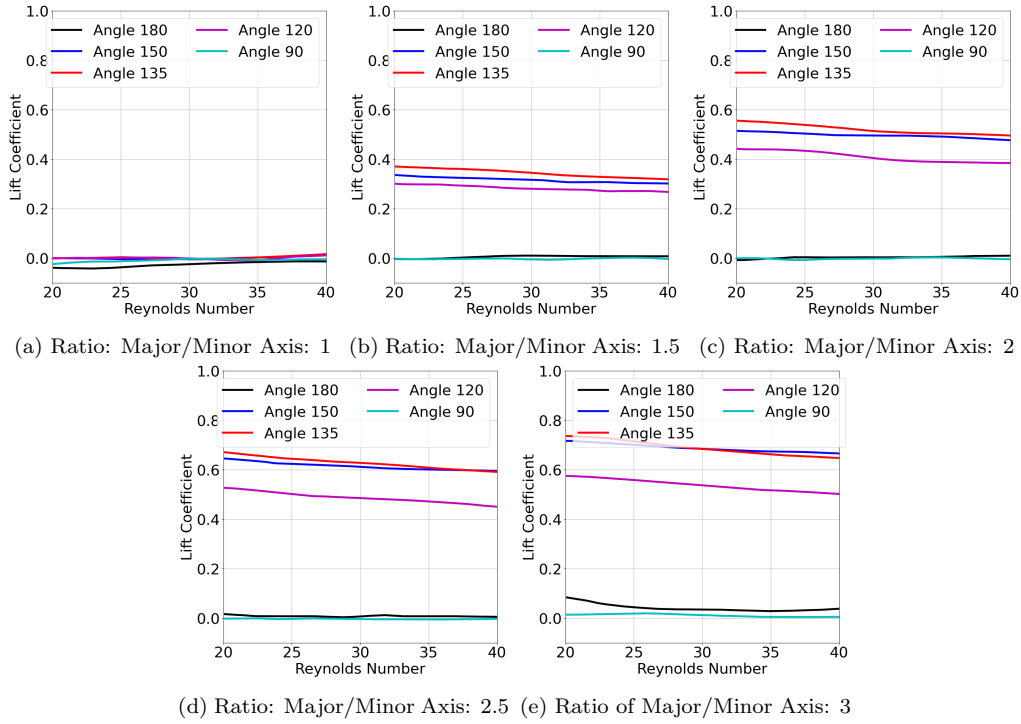 1.0 1.0 1.0
Angle 180 Angle 120 Angle 180 Angle 120 Angle 180 Angle 120
0.8 Angle 150 Angle 90 0.8 Angle 150 Angle 90 0.8 Angle 150 Angle 90
Angle 135 Angle 135 Angle 135
0.6 0.6 0.6
Lift Coefficient Lift Coefficient Lift Coefficient
0.4 0.4 0.4
0.2 0.2 0.2
0.0 0.0 0.0
20 25 30 35 40 20 25 30 35 40 20 25 30 35 40
Reynolds Number Reynolds Number Reynolds Number
(a) Ratio: Major/Minor Axis: 1 (b) Ratio: Major/Minor Axis: 1.5 (c) Ratio: Major/Minor Axis: 2
1.0 1.0
Angle 180 Angle 120 Angle 180 Angle 120
0.8 Angle 150 Angle 90 0.8 Angle 150 Angle 90
Angle 135 Angle 135
0.6 0.6
Lift Coefficient Lift Coefficient
0.4 0.4
0.2 0.2
0.0 0.0
20 25 30 35 40 20 25 30 35 40
Reynolds Number Reynolds Number
(d) Ratio: Major/Minor Axis: 2.5 (e) Ratio of Major/Minor Axis: 3